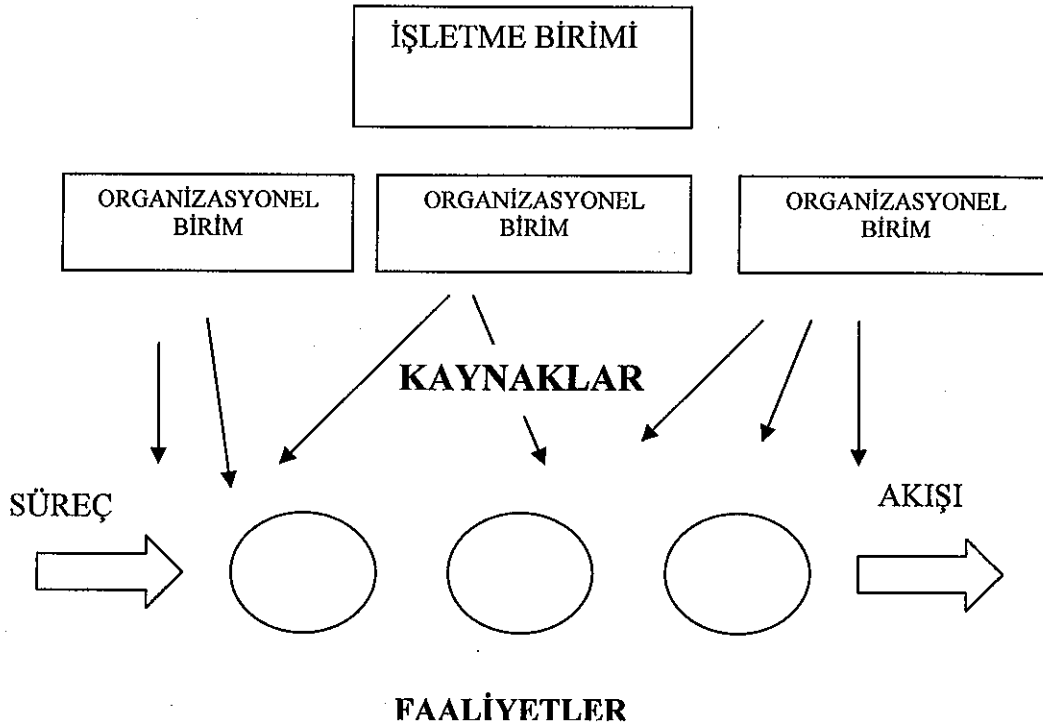 İŞLETME BİRİMİ
ORGANİZASYONEL
BİRİM
ORGANİZASYONEL
BİRİM
ORGANİZASYONEL
BİRİM
KAYNAKLAR
SÜREÇ
AKIŞI
FAALİYETLER